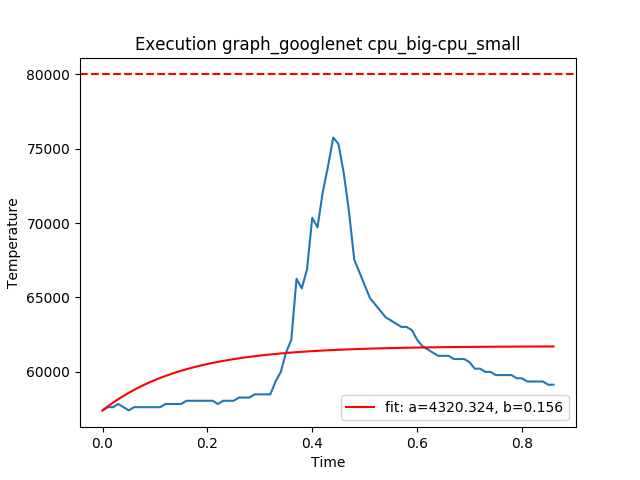 Execution graph_googlenet cpu_big-cpu_small
80000
75000
70000
65000
60000
Temperature
0.0 0.2 0.4 0.6 0.8
Time
fit: a=4320.324, b=0.156